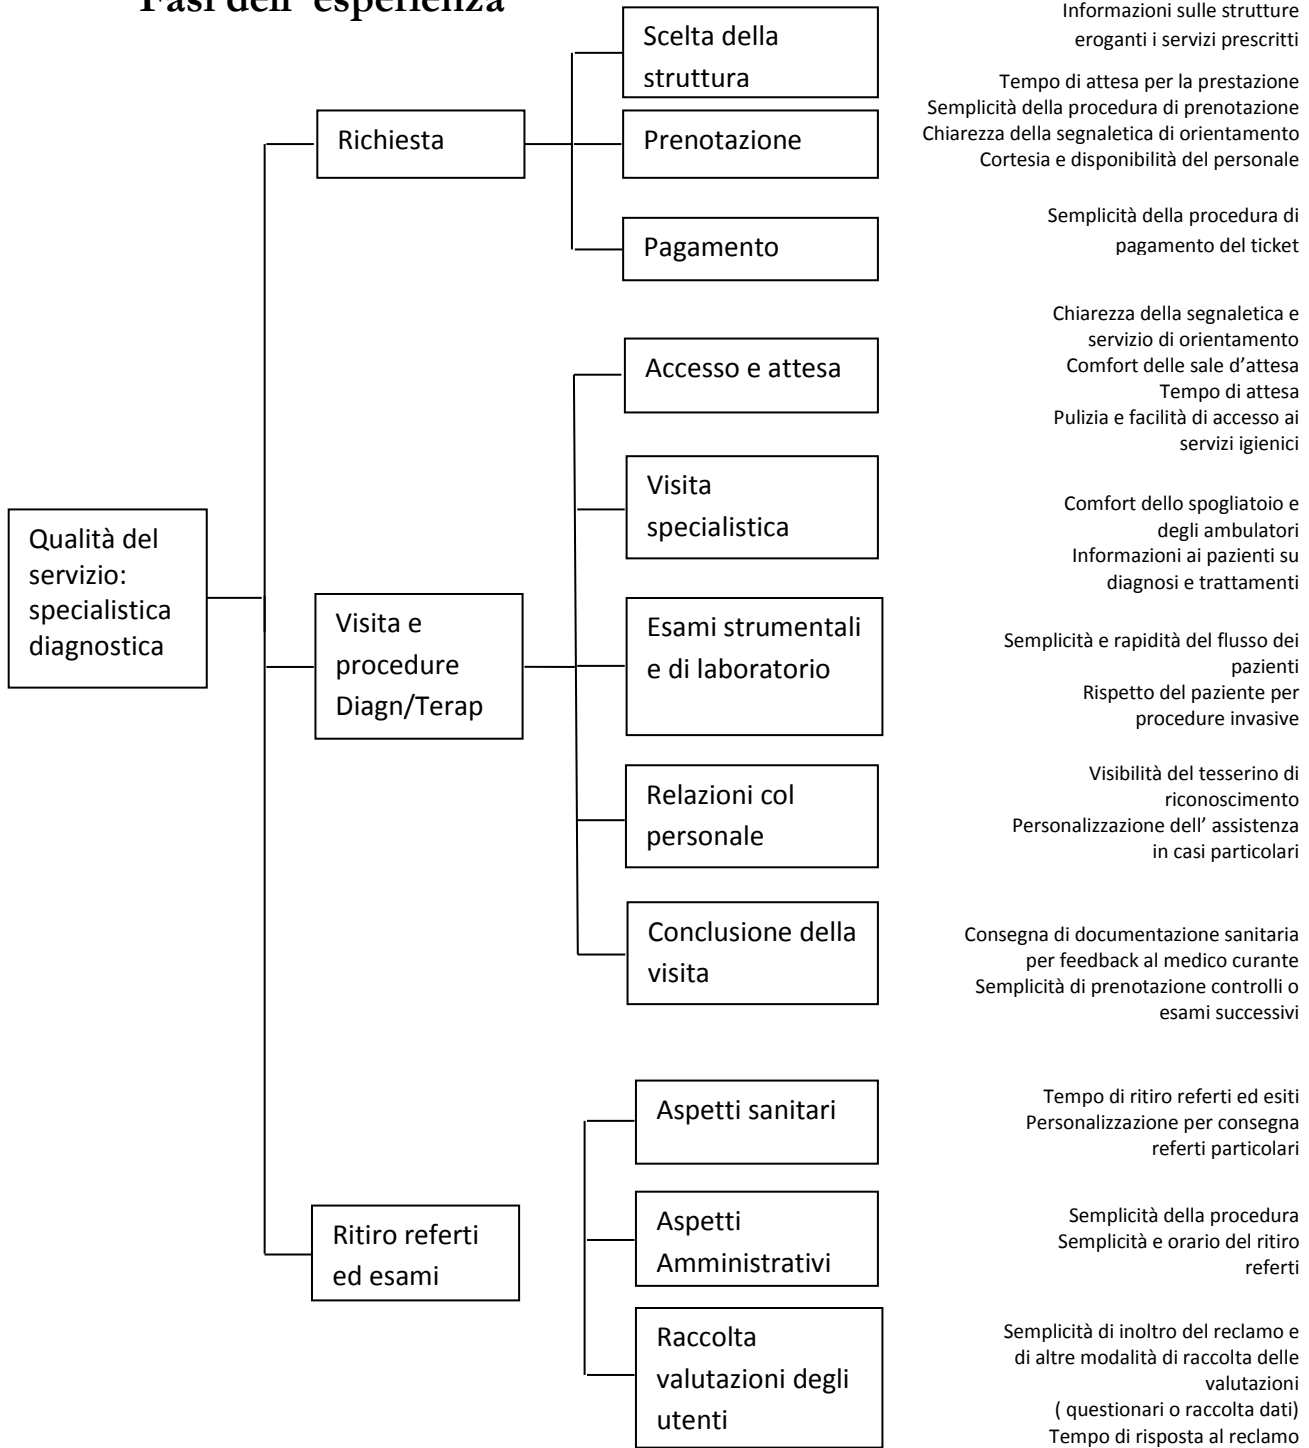 Fasi dell' esperienza
Scelta della
struttura
Informazioni sulle strutture
eroganti i servizi prescritti
Richiesta
Prenotazione
Tempo di attesa per la prestazione
Semplicità della procedura di prenotazione
Chiarezza della segnaletica di orientamento
Cortesia e disponibilità del personale
Pagamento
Semplicità della procedura di
pagamento del ticket
Accesso e attesa
Chiarezza della segnaletica e
servizio di orientamento
Comfort delle sale d’attesa
Tempo di attesa
Pulizia e facilità di accesso ai
servizi igienici
Visita
specialistica
Comfort dello spogliatoio e
degli ambulatori
Informazioni ai pazienti su
diagnosi e trattamenti
Qualità del
servizio:
specialistica
diagnostica
Visita e
procedure
Diagn/Terap
Esami strumentali
e di laboratorio
Semplicità e rapidità del flusso dei
pazienti
Rispetto del paziente per
procedure invasive
Relazioni col
personale
Visibilità del tesserino di
riconoscimento
Personalizzazione dell’ assistenza
in casi particolari
Conclusione della
visita
Consegna di documentazione sanitaria
per feedback al medico curante
Semplicità di prenotazione controlli o
esami successivi
Aspetti sanitari
Tempo di ritiro referti ed esiti
Personalizzazione per consegna
referti particolari
Ritiro referti
ed esami
Aspetti
Amministrativi
Semplicità della procedura
Semplicità e orario del ritiro
referti
Raccolta
valutazioni degli
utenti
Semplicità di inoltro del reclamo e
di altre modalità di raccolta delle
valutazioni
( questionari o raccolta dati)
Tempo di risposta al reclamo